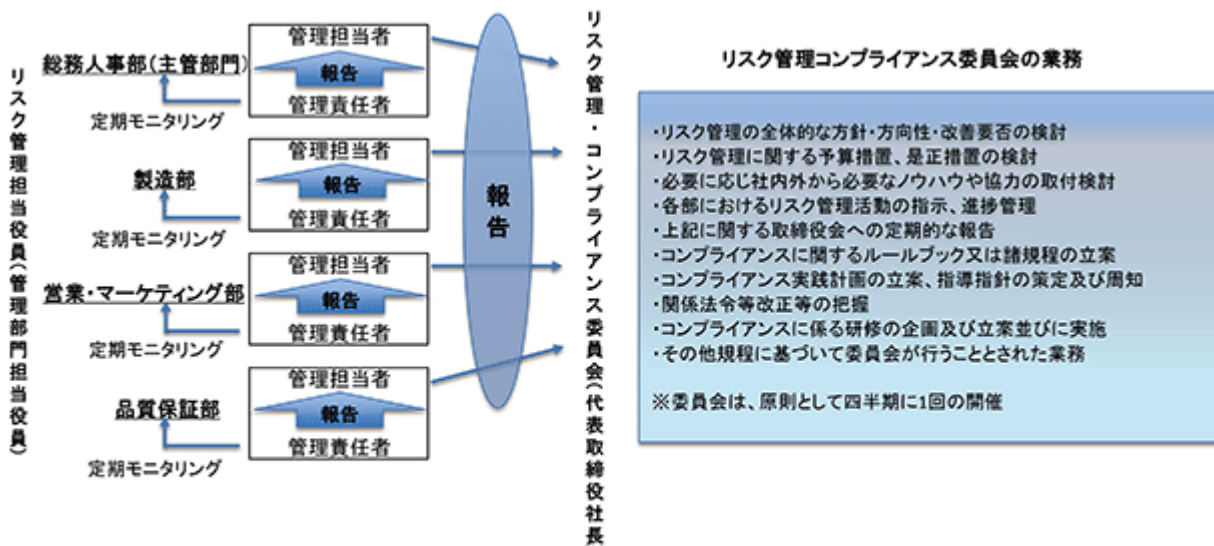 リスク管理担当役員(管理部門担当役員)
総務人事部(主管部門)
定期モニタリング
管理担当者
報告
管理責任者
製造部
定期モニタリング
管理担当者
報告
管理責任者
営業・マーケティング部
定期モニタリング
管理担当者
報告
管理責任者
品質保証部
定期モニタリング
管理担当者
報告
管理責任者
報告
リスク管理・コンプライアンス委員会(代表取締役社長
リスク管理コンプライアンス委員会の業務
・リスク管理の全体的な方針・方向性・改善要否の検討
・リスク管理に関する予算措置、是正措置の検討
・必要に応じ社内外から必要なノウハウや協力の取付検討
・各部におけるリスク管理活動の指示、進捗管理
・上記に関する取締役会への定期的な報告
・コンプライアンスに関するルールブック又は諸規程の立案
・コンプライアンス実践計画の立案、指導指針の策定及び周知
・関係法令等改正等の把握
・コンプライアンスに係る研修の企画及び立案並びに実施
・その他規程に基づいて委員会が行うこととされた業務
※委員会は、原則として四半期に1回の開催